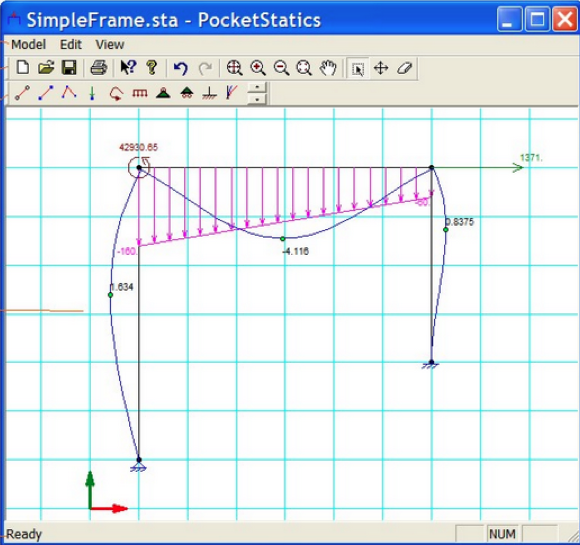 SimpleFrame.sta - PocketStatics
Model Edit View
42930.65
1371.
-60.
0.8375
-160.
-4.116
1.634
Ready NUM